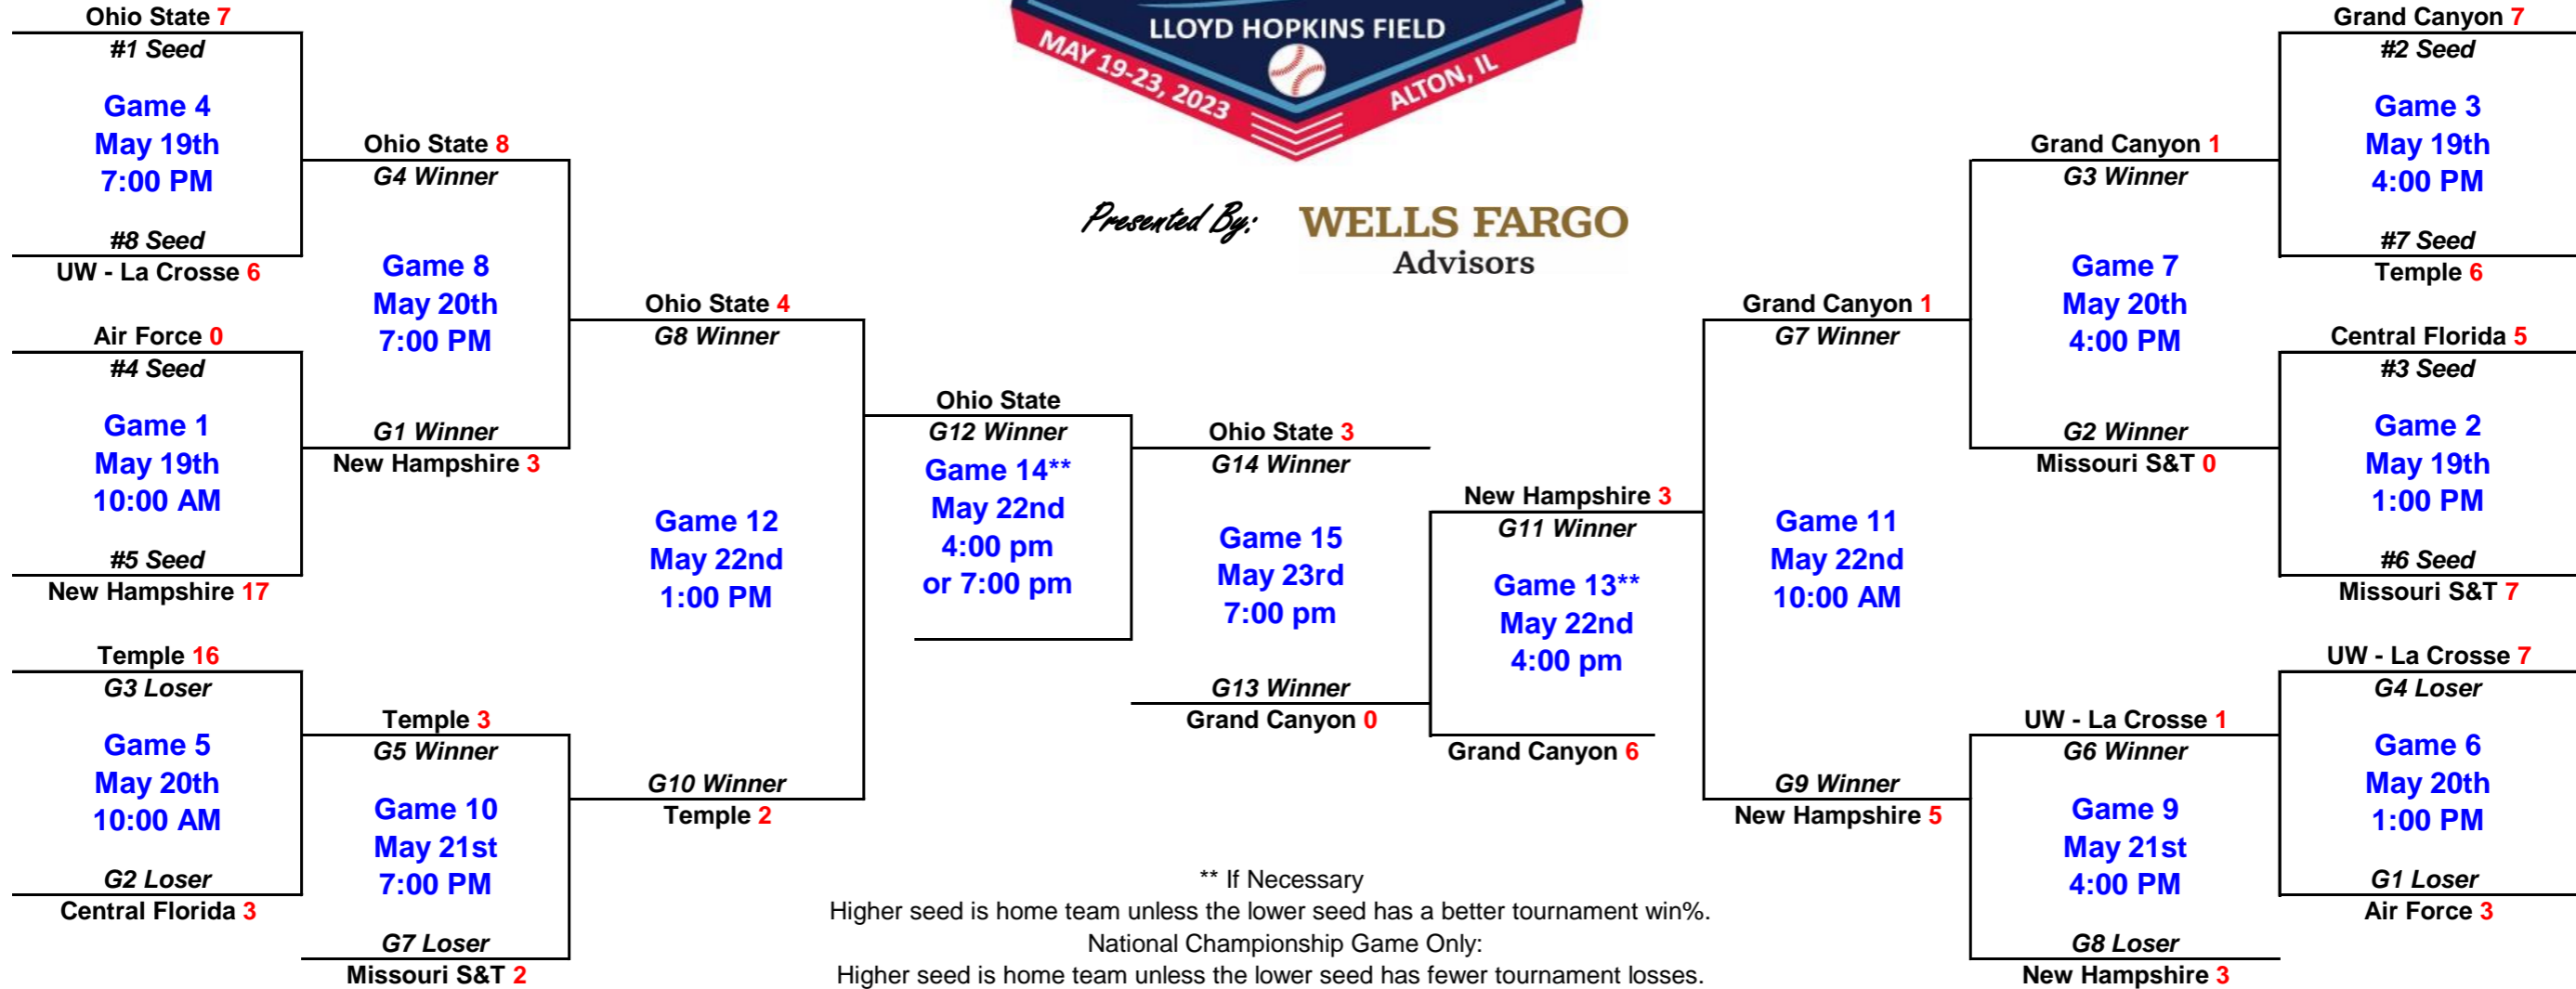 Ohio State 7
#1 Seed
Game 4
May 19th
7:00 PM
#8 Seed
UW - La Crosse 6
Air Force 0
#4 Seed
Game 1
May 19th
10:00 AM
#5 Seed
New Hampshire 17
Temple 16
G3 Loser
Game 5
May 20th
10:00 AM
G2 Loser
Central Florida 3
Ohio State 8
G4 Winner
Game 8
May 20th
7:00 PM
G1 Winner
New Hampshire 3
Temple 3
G5 Winner
Game 10
May 21st
7:00 PM
G7 Loser
Missouri S&T 2
Ohio State 4
G8 Winner
Game 12
May 22nd
1:00 PM
G10 Winner
Temple 2
LLOYD HOPKINS FIELD
MAY 19-23, 2023
ALTON, IL
Presented By:
WELLS FARGO
Advisors
Ohio State
G12 Winner
Game 14**
May 22nd
4:00 pm
or 7:00 pm
Ohio State 3
G14 Winner
Game 15
May 23rd
7:00 pm
G13 Winner
Grand Canyon 0
New Hampshire 3
G11 Winner
Game 13**
May 22nd
4:00 pm
Grand Canyon 6
Grand Canyon 1
G7 Winner
Game 11
May 22nd
10:00 AM
G9 Winner
New Hampshire 5
Grand Canyon 1
G3 Winner
Game 7
May 20th
4:00 PM
G2 Winner
Missouri S&T 0
UW - La Crosse 1
G6 Winner
Game 9
May 21st
4:00 PM
G8 Loser
New Hampshire 3
Grand Canyon 7
#2 Seed
Game 3
May 19th
4:00 PM
#7 Seed
Temple 6
Central Florida 5
#3 Seed
Game 2
May 19th
1:00 PM
#6 Seed
Missouri S&T 7
UW - La Crosse 7
G4 Loser
Game 6
May 20th
1:00 PM
G1 Loser
Air Force 3
** If Necessary
Higher seed is home team unless the lower seed has a better tournament win%.
National Championship Game Only:
Higher seed is home team unless the lower seed has fewer tournament losses.